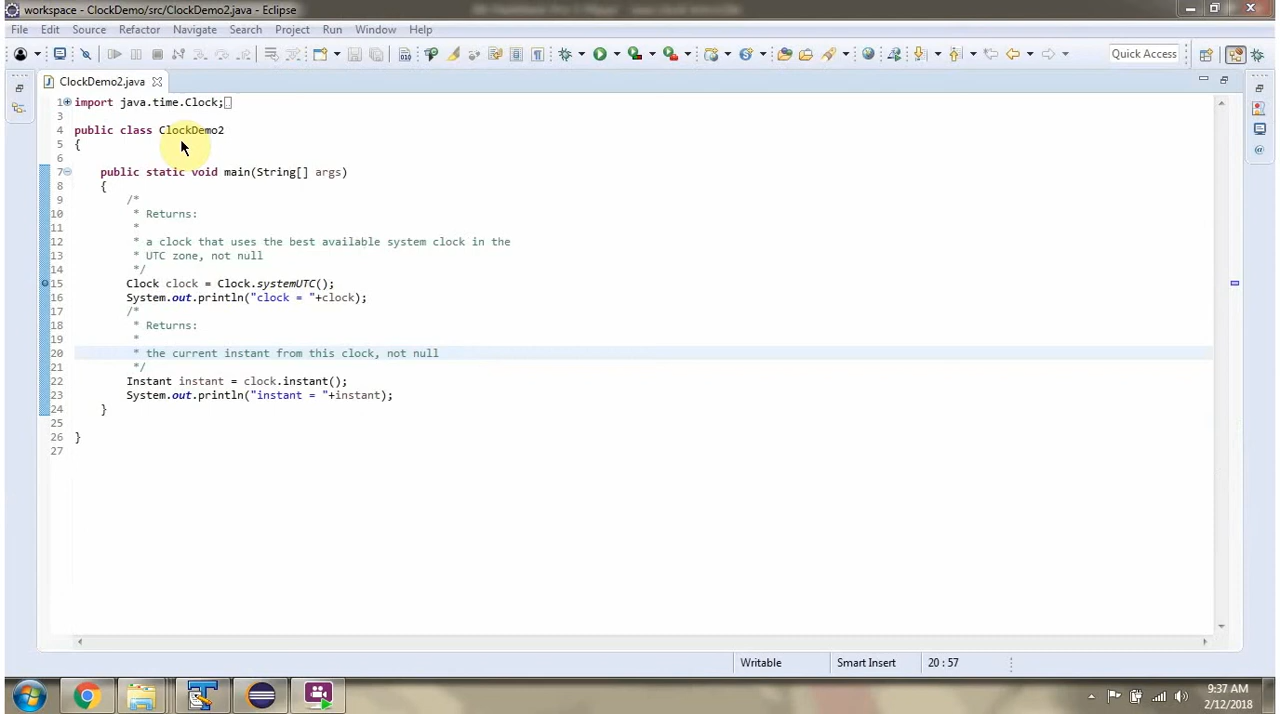 workspace - ClockDemo/src/ClockDemo2.java - Eclipse
File Edit Source Refactor Navigate Search Project Run Window Help
Quick Access
ClockDemo2.java
1 import java.time.Clock;
3
4 public class ClockDemo2
5 {
6
7 public static void main(String[] args)
8 {
9 /*
10 * Returns:
11 *
12 * a clock that uses the best available system clock in the
13 * UTC zone, not null
14 */
15 Clock clock = Clock.systemUTC();
16 System.out.println("clock = "+clock);
17 /*
18 * Returns:
19 *
20 * the current instant from this clock, not null
21 */
22 Instant instant = clock.instant();
23 System.out.println("instant = "+instant);
24 }
25
26 }
27
Writable Smart Insert 20 : 57
9:37 AM
2/12/2018